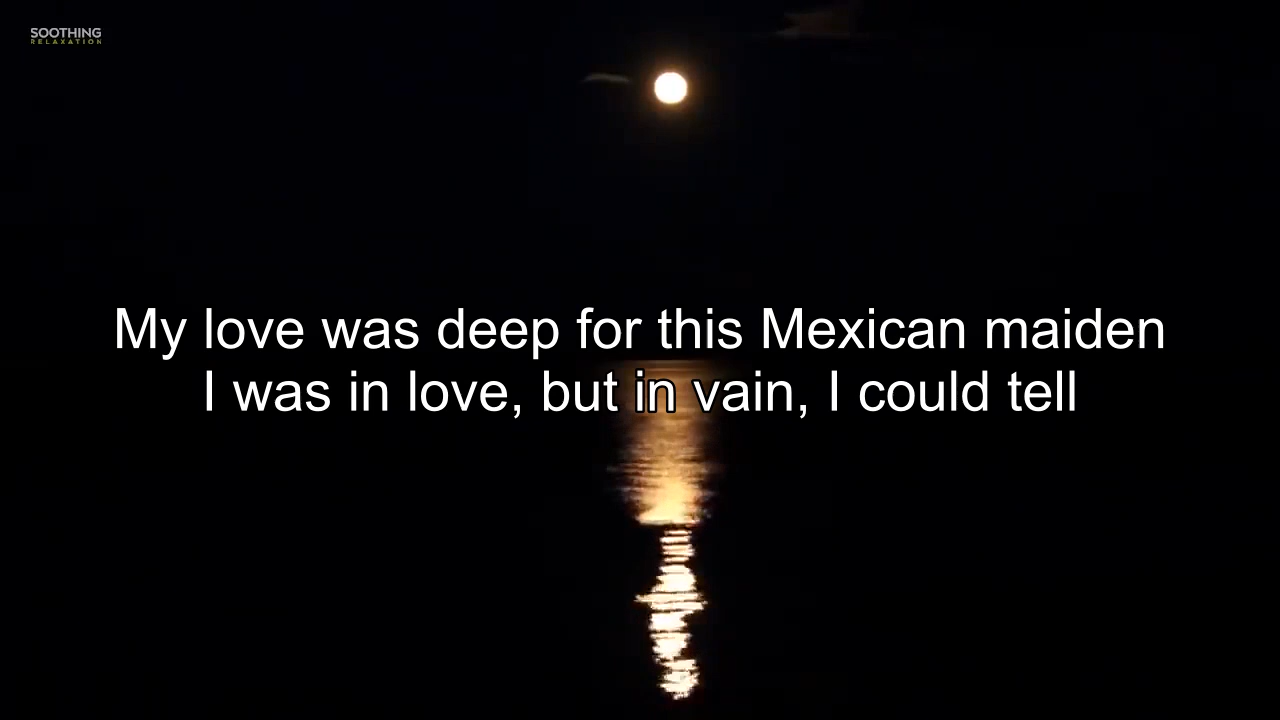 SOOTHING
RELAXATION
My love was deep for this Mexican maiden
I was in love, but in vain, I could tell